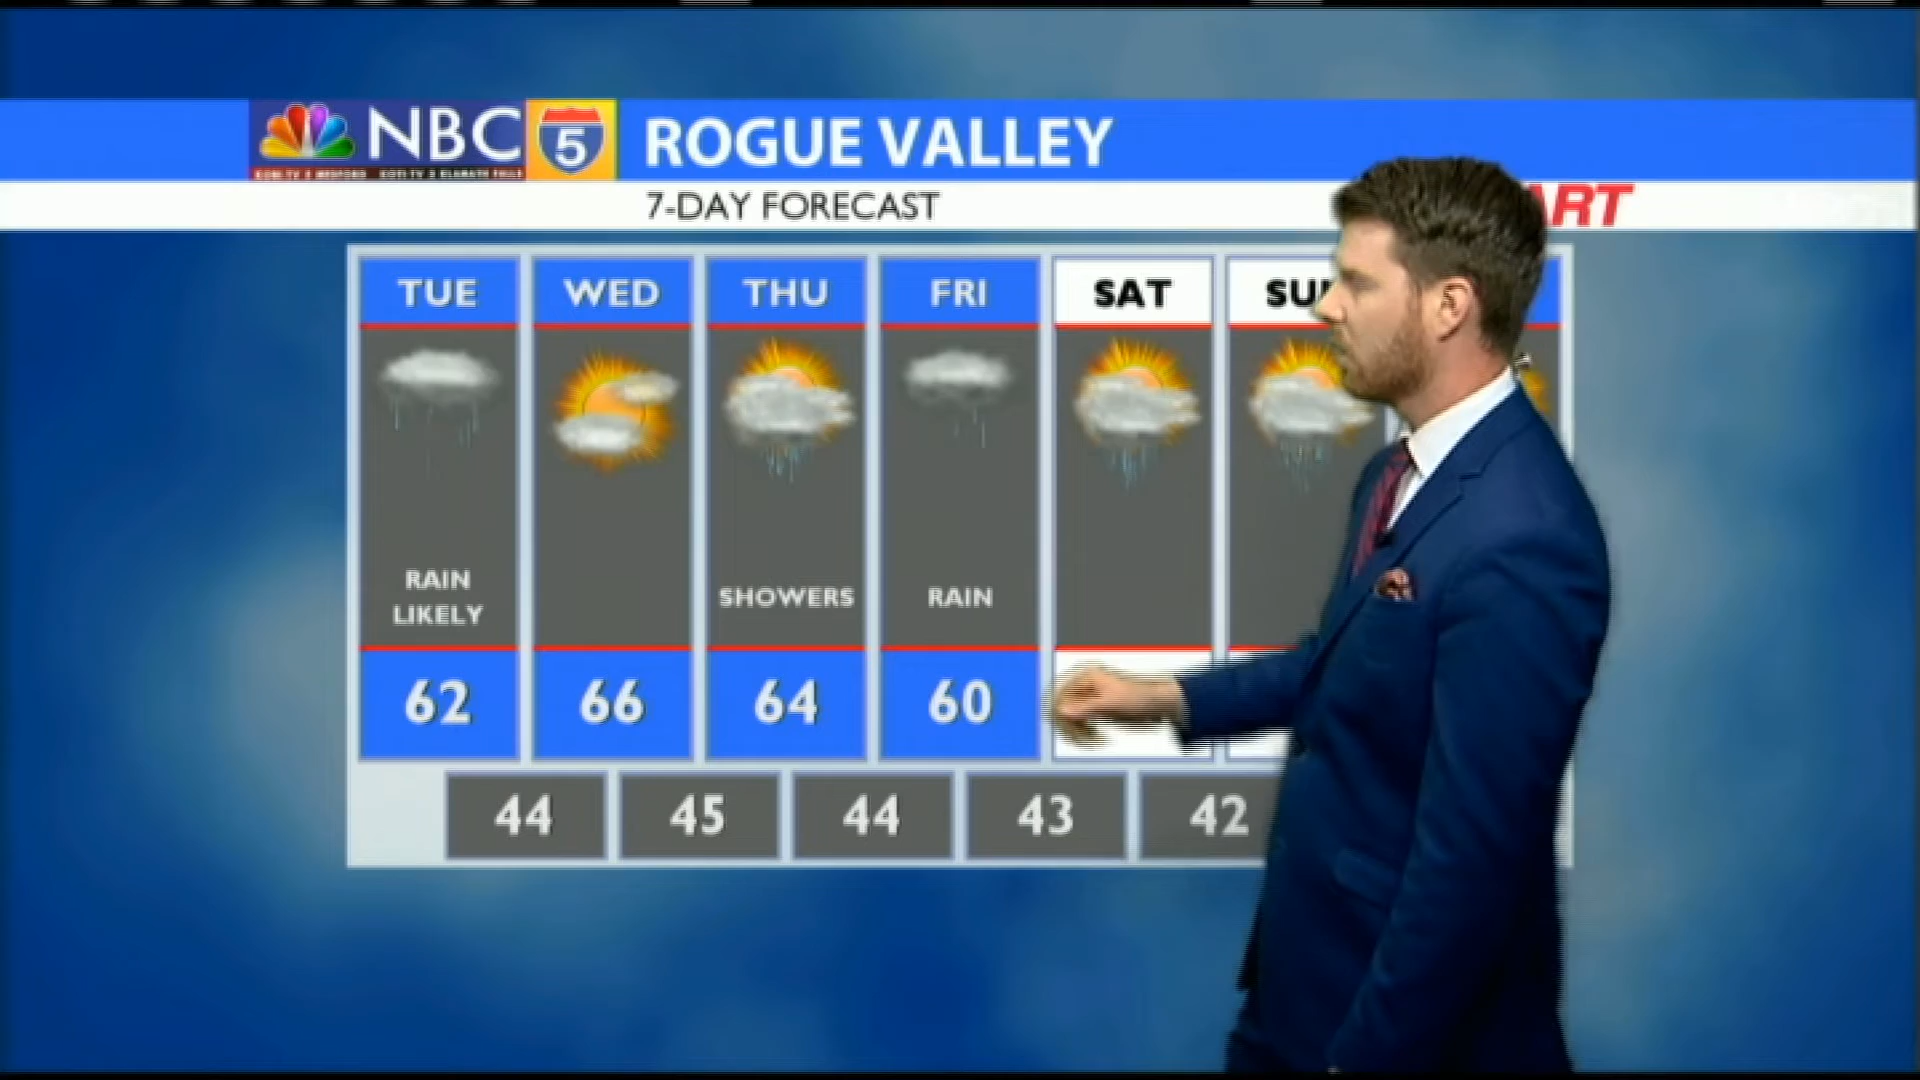 NBC 5 ROGUE VALLEY
7-DAY FORECAST
TUE WED THU FRI SAT
RAIN
LIKELY
SHOWERS
RAIN
62 66 64 60
44 45 44 43 42